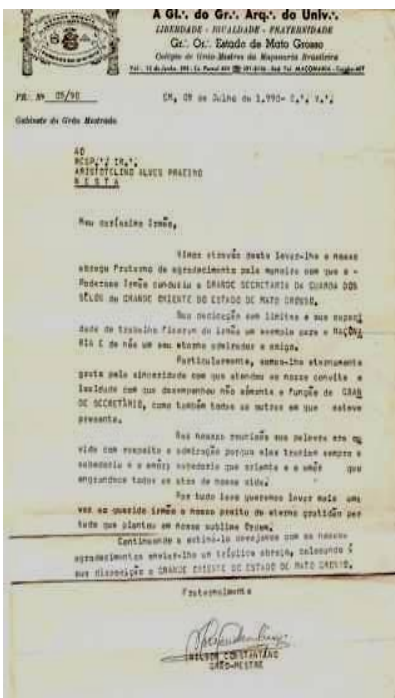 A Gl.·. do Gr.·. Arq.·. do Univ.·.
LIBERDADE - IGUALDADE - FRATERNIDADE
Gr.·. Or.·. Estado de Mato Grosso
Colégio de Grão-Mestres da Maçonaria Brasileira
PR: Nº 05/90
CM, 09 de Julho de 1.990- E.·. V.·.
Gabinete do Grão Mestrado
AO
RESP.·. IR.·.
ARISTOTELINO ALVES PRAEIRO
N E S T A
Meu caríssimo Irmão,
Vimos através deste levar-lhe o nosso
abraço fraterno de agradecimento pela maneira com que o -
Poderoso Irmão conduziu a GRANDE SECRETARIA DA GUARDA DOS
SELOS do GRANDE ORIENTE DO ESTADO DE MATO GROSSO.
Sua dedicação sem limites e sua capaci
dade de trabalho fizeram do irmão um exemplo para a MAÇONA
RIA E de nós um seu eterno admirador e amigo.
Particularmente, somos-lhe eternamente
grato pela sinceridade com que atendeu ao nosso convite e
lealdade com que desempenhou não somente a função de GRAN
DE SECRETÁRIO, como também todas as outras em que esteve
presente.
Nas nossas reuniões sua palavra era ou
vida com respeito e admiração porque elas traziam sempre a
sabedoria e o amor; sabedoria que orienta e o amor que
engrandece todos os atos de nossa vida.
Por tudo isso queremos levar mais uma
vez ao querido irmão o nosso preito de eterna gratidão por
tudo que plantou em nossa sublime Ordem.
Continuando a estimá-lo desejamos com os nossos
agradecimentos enviar-lhe um tríplice abraço, colocando à
sua disposição o GRANDE ORIENTE DO ESTADO DE MATO GROSSO.
Fraternalmente
NILSON CONSTANTINO
GRÃO-MESTRE